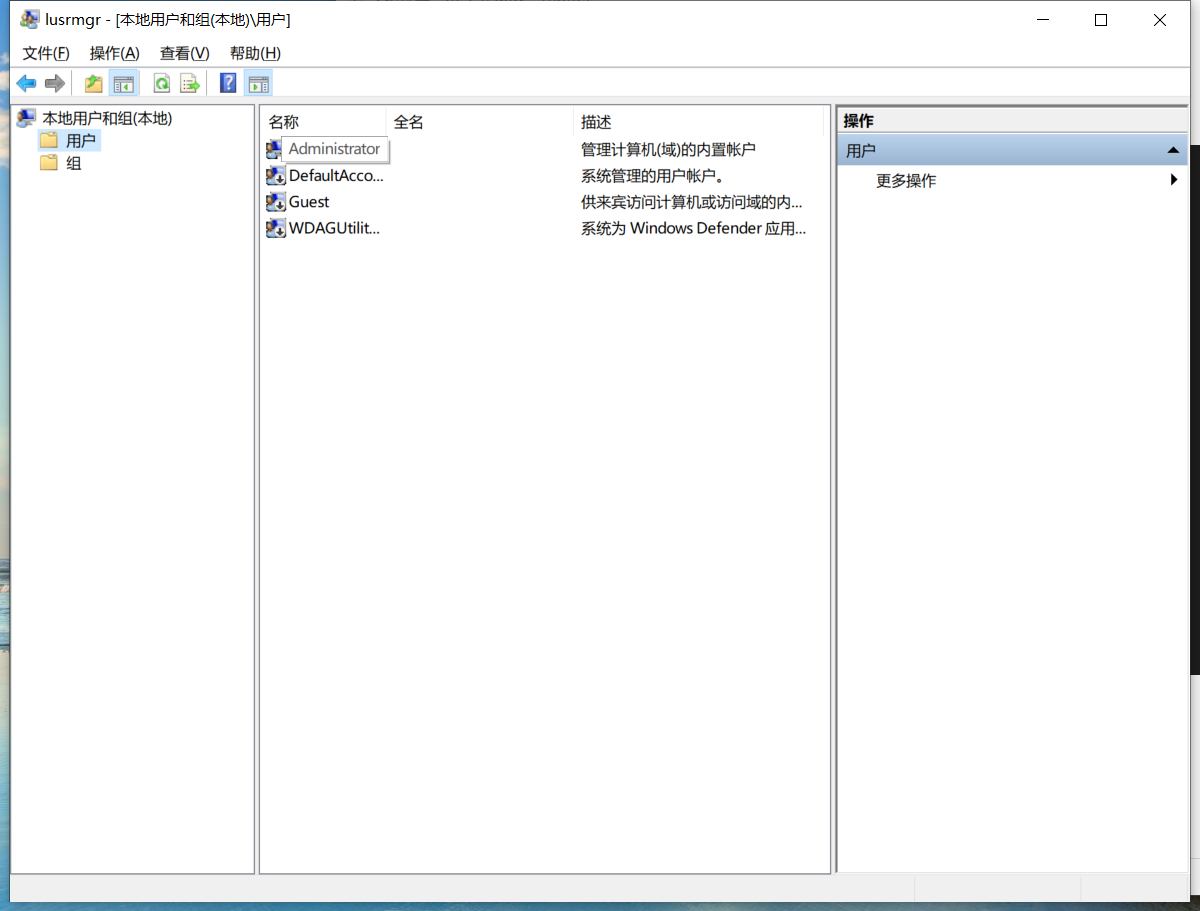 lusrmgr - [本地用户和组(本地)\用户]
文件(F) 操作(A) 查看(V) 帮助(H)
本地用户和组(本地)
用户
组
名称 全名 描述
Administrator 管理计算机(域)的内置帐户
DefaultAcco... 系统管理的用户帐户。
Guest 供来宾访问计算机或访问域的内...
WDAGUtilit... 系统为 Windows Defender 应用...
操作
用户
更多操作